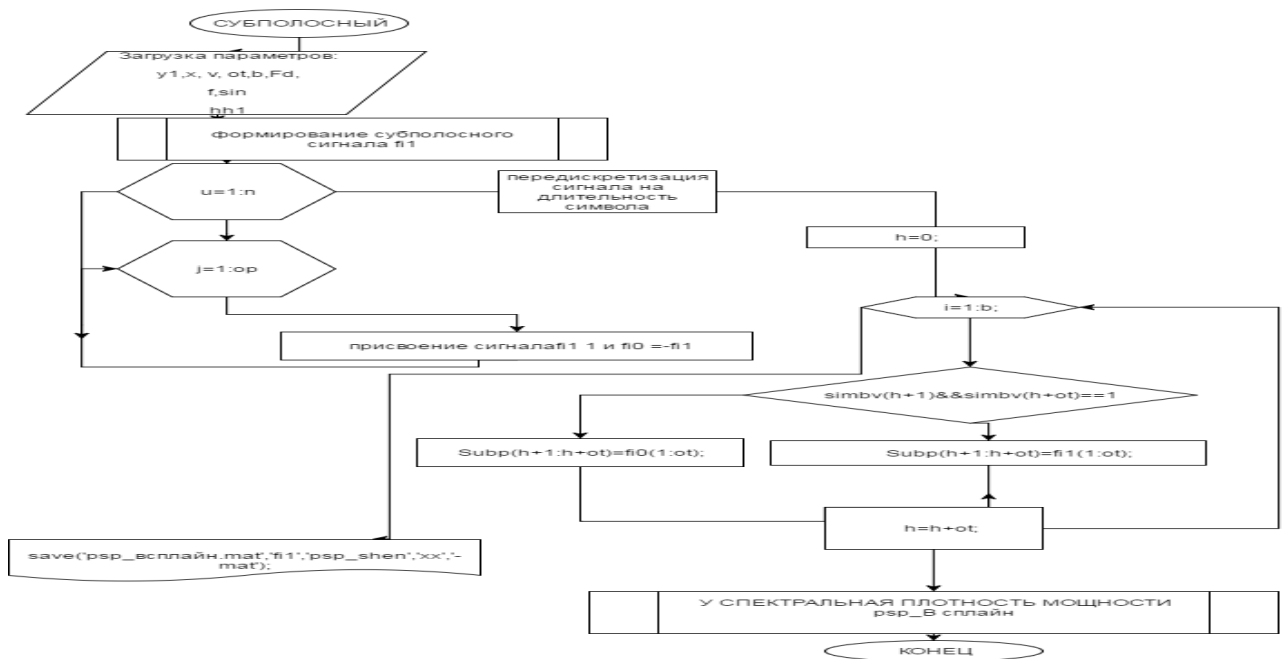 СУБПОЛОСНЫЙ
Загрузка параметров:
y1,x, v, ot,b,Fd,
f,sin
hh1
формирование субполосного
сигнала fi1
u=1:n
передискретизация
сигнала на
длительность
символа
h=0;
j=1:op
i=1:b;
присвоение сигналаfi1 1 и fi0 =-fi1
simbv(h+1)&&simbv(h+ot)==1
Subp(h+1:h+ot)=fi0(1:ot);
Subp(h+1:h+ot)=fi1(1:ot);
h=h+ot;
save('psp_всплайн.mat','fi1','psp_shen','xx','-
mat');
У СПЕКТРАЛЬНАЯ ПЛОТНОСТЬ МОЩНОСТИ
psp_В сплайн
КОНЕЦ